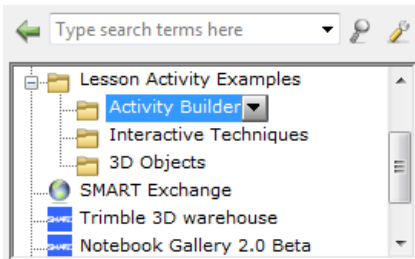 Type search terms here
Lesson Activity Examples
Activity Builder
Interactive Techniques
3D Objects
SMART Exchange
Trimble 3D warehouse
Notebook Gallery 2.0 Beta